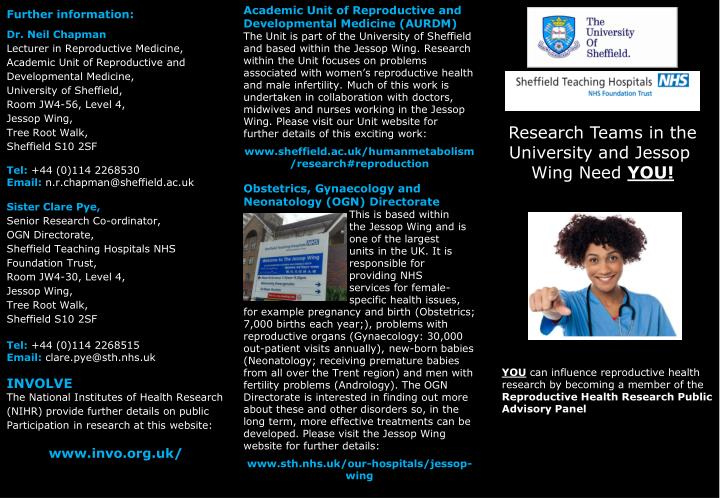 Further information:
Dr. Neil Chapman
Lecturer in Reproductive Medicine,
Academic Unit of Reproductive and
Developmental Medicine,
University of Sheffield,
Room JW4-56, Level 4,
Jessop Wing,
Tree Root Walk,
Sheffield S10 2SF
Tel: +44 (0)114 2268530
Email: n.r.chapman@sheffield.ac.uk
Sister Clare Pye,
Senior Research Co-ordinator,
OGN Directorate,
Sheffield Teaching Hospitals NHS
Foundation Trust,
Room JW4-30, Level 4,
Jessop Wing,
Tree Root Walk,
Sheffield S10 2SF
Tel: +44 (0)114 2268515
Email: clare.pye@sth.nhs.uk
INVOLVE
The National Institutes of Health Research
(NIHR) provide further details on public
Participation in research at this website:
www.invo.org.uk/
Academic Unit of Reproductive and
Developmental Medicine (AURDM)
The Unit is part of the University of Sheffield
and based within the Jessop Wing. Research
within the Unit focuses on problems
associated with women's reproductive health
and male infertility. Much of this work is
undertaken in collaboration with doctors,
midwives and nurses working in the Jessop
Wing. Please visit our Unit website for
further details of this exciting work:
www.sheffield.ac.uk/humanmetabolism
/research#reproduction
Obstetrics, Gynaecology and
Neonatology (OGN) Directorate
This is based within
the Jessop Wing and is
one of the largest
units in the UK. It is
responsible for
providing NHS
services for female-
specific health issues,
for example pregnancy and birth (Obstetrics;
7,000 births each year;), problems with
reproductive organs (Gynaecology: 30,000
out-patient visits annually), new-born babies
(Neonatology; receiving premature babies
from all over the Trent region) and men with
fertility problems (Andrology). The OGN
Directorate is interested in finding out more
about these and other disorders so, in the
long term, more effective treatments can be
developed. Please visit the Jessop Wing
website for further details:
www.sth.nhs.uk/our-hospitals/jessop-
wing
Welcome to The Jessop Wing
The
University
Of
Sheffield.
Sheffield Teaching Hospitals NHS
NHS Foundation Trust
Research Teams in the
University and Jessop
Wing Need YOU!
YOU can influence reproductive health
research by becoming a member of the
Reproductive Health Research Public
Advisory Panel